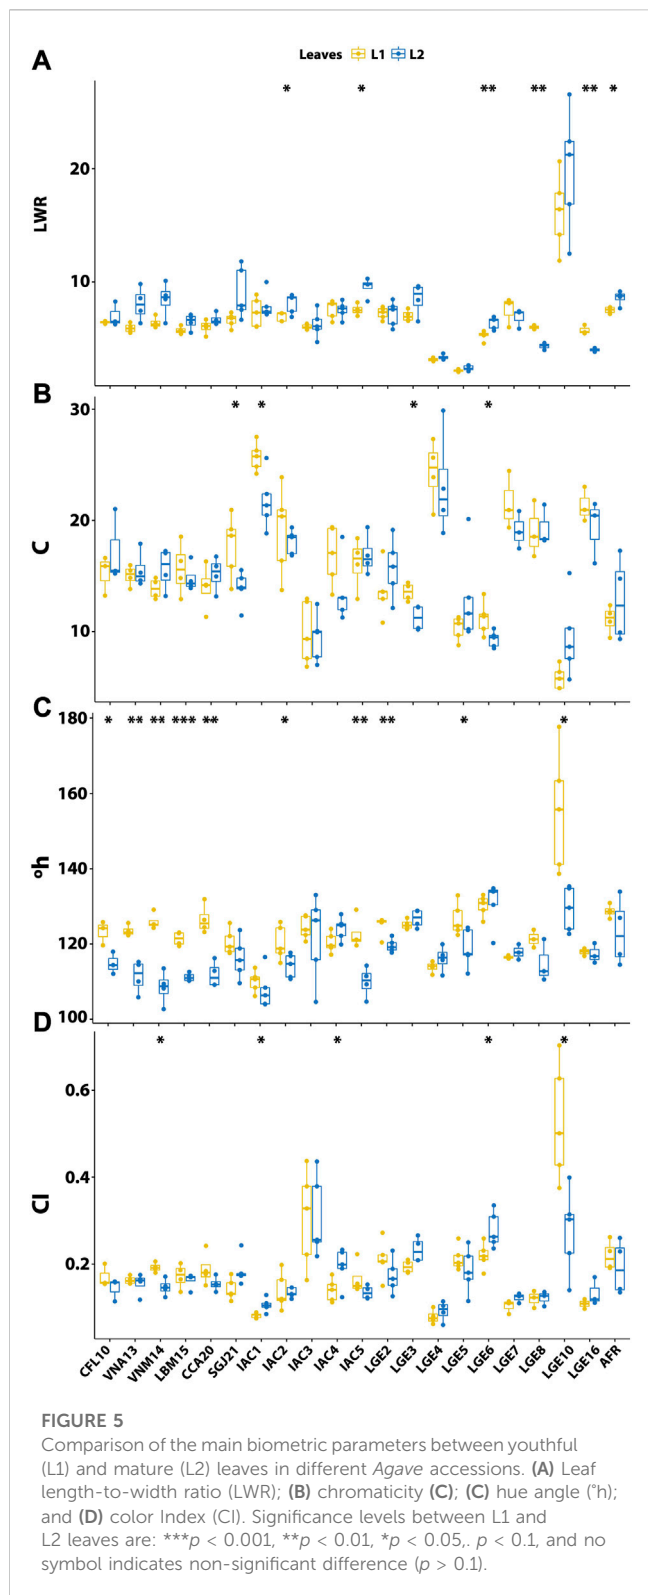 Leaves L1 L2
A
* * ** ** ** *
LWR
20
10
B
* * * *
C
30
20
10
C
* ** ** *** ** * ** ** * *
°h
180
160
140
120
100
D
* * * * *
CI
0.6
0.4
0.2
CFL10 VNA13 VNM14 LBM15 CCA20 SGJ21 IAC1 IAC2 IAC3 IAC4 IAC5 LGE2 LGE3 LGE4 LGE5 LGE6 LGE7 LGE8 LGE10 LGE16 AFR
FIGURE 5
Comparison of the main biometric parameters between youthful
(L1) and mature (L2) leaves in different Agave accessions. (A) Leaf
length-to-width ratio (LWR); (B) chromaticity (C); (C) hue angle (°h);
and (D) color Index (CI). Significance levels between L1 and
L2 leaves are: ***p < 0.001, **p < 0.01, *p < 0.05,. p < 0.1, and no
symbol indicates non-significant difference (p > 0.1).